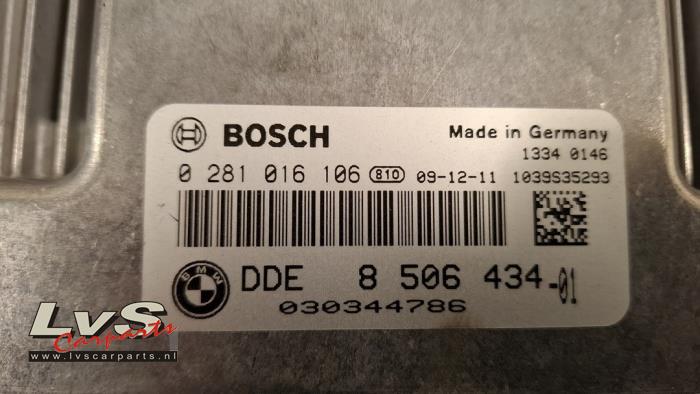 BOSCH Made in Germany
1334 0146
0 281 016 106 810 09-12-11 1039S35293
BMW DDE 8 506 434-01
030344786
LvS
Carparts
www.lvscarparts.nl